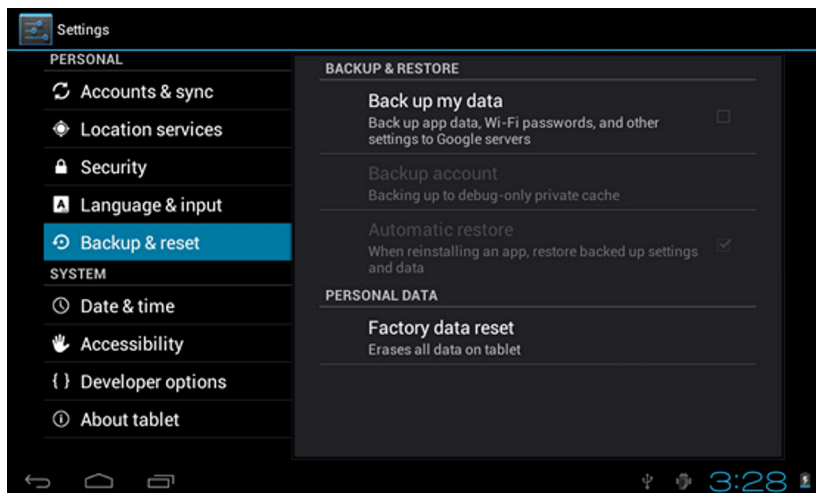 Settings
PERSONAL
Accounts & sync
Location services
Security
A
Language & input
Backup & reset
SYSTEM
Date & time
Accessibility
{ } Developer options
About tablet
BACKUP & RESTORE
Back up my data
Back up app data, Wi-Fi passwords, and other
settings to Google servers
Backup account
Backing up to debug-only private cache
Automatic restore
When reinstalling an app, restore backed up settings
and data
PERSONAL DATA
Factory data reset
Erases all data on tablet
3:28